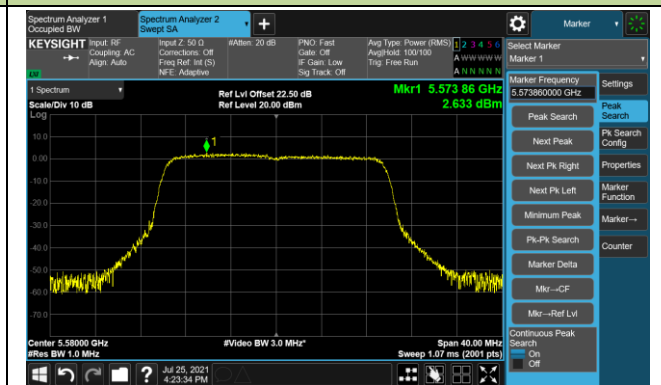 Spectrum Analyzer 1
Occupied BW
Spectrum Analyzer 2
Swept SA
Marker
KEYSIGHT
Input: RF
Coupling: AC
Align: Auto
Input Z: 50 Ω
Corrections: Off
Freq Ref: Int (S)
NFE: Adaptive
#Atten: 20 dB
PNO: Fast
Gate: Off
IF Gain: Low
Sig Track: Off
Avg Type: Power (RMS)
Avg|Hold: 100/100
Trig: Free Run
1 2 3 4 5 6
A W W W W W
A N N N N N
LXI
1 Spectrum
Scale/Div 10 dB
Log
Ref Lvl Offset 22.50 dB
Ref Level 20.00 dBm
Mkr1 5.573 86 GHz
2.633 dBm
1
10.0
0.00
-10.0
-20.0
-30.0
-40.0
-50.0
-60.0
-70.0
Center 5.58000 GHz
#Res BW 1.0 MHz
#Video BW 3.0 MHz*
Span 40.00 MHz
Sweep 1.07 ms (2001 pts)
Jul 25, 2021
4:23:34 PM
Select Marker
Marker 1
Marker Frequency
5.573860000 GHz
Peak Search
Next Peak
Next Pk Right
Next Pk Left
Minimum Peak
Pk-Pk Search
Marker Delta
Mkr→CF
Mkr→Ref Lvl
Continuous Peak
Search
On
Off
Settings
Peak
Search
Pk Search
Config
Properties
Marker
Function
Marker→
Counter